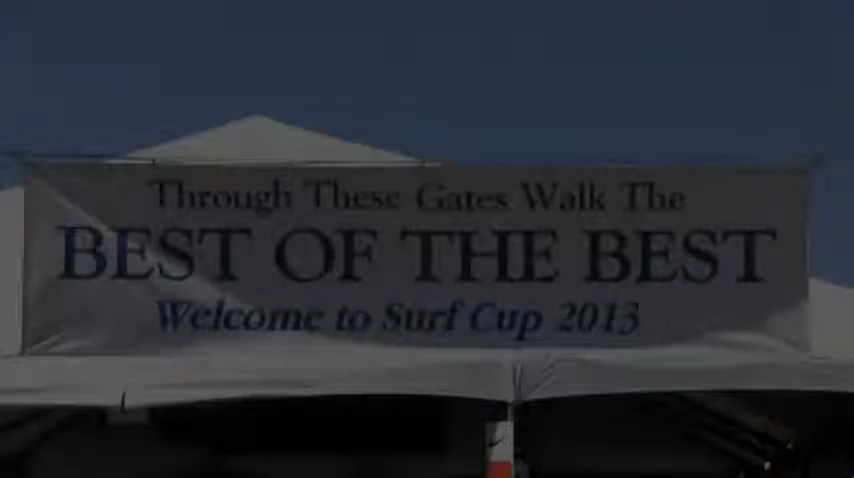 Through These Gates Walk The
BEST OF THE BEST
Welcome to Surf Cup 2013